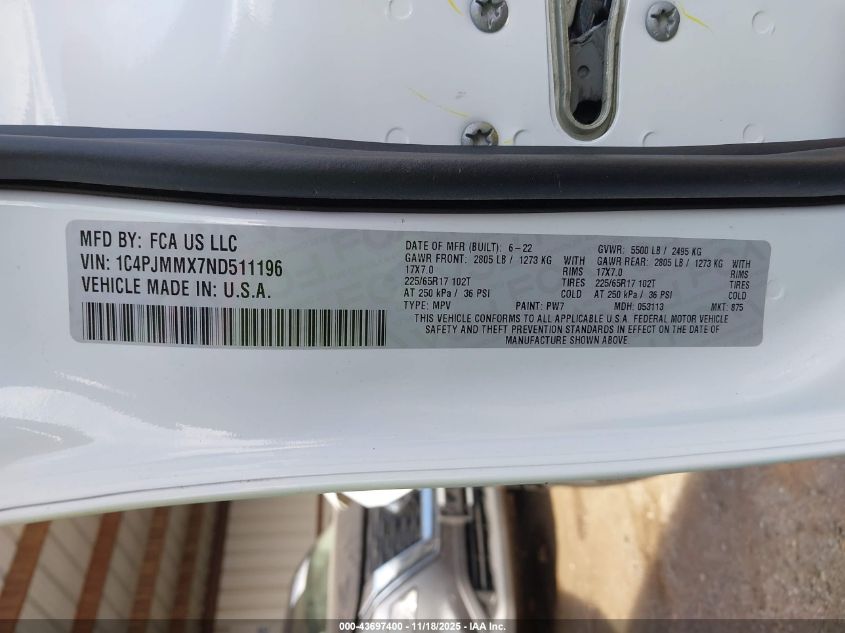 MFD BY: FCA US LLC
VIN: 1C4PJMMX7ND511196
VEHICLE MADE IN: U.S.A.
DATE OF MFR (BUILT): 6-22 GVWR: 5500 LB / 2495 KG
GAWR FRONT: 2805 LB / 1273 KG GAWR REAR: 2805 LB / 1273 KG
17X7.0 RIMS 17X7.0 RIMS
225/65R17 102T TIRES 225/65R17 102T TIRES
AT 250 kPa / 36 PSI COLD AT 250 kPa / 36 PSI COLD
TYPE: MPV PAINT: PW7 MDH: 053113 MKT: 875
THIS VEHICLE CONFORMS TO ALL APPLICABLE U.S.A. FEDERAL MOTOR VEHICLE
SAFETY AND THEFT PREVENTION STANDARDS IN EFFECT ON THE DATE OF
MANUFACTURE SHOWN ABOVE.
000-43697400 - 11/18/2025 - IAA Inc.